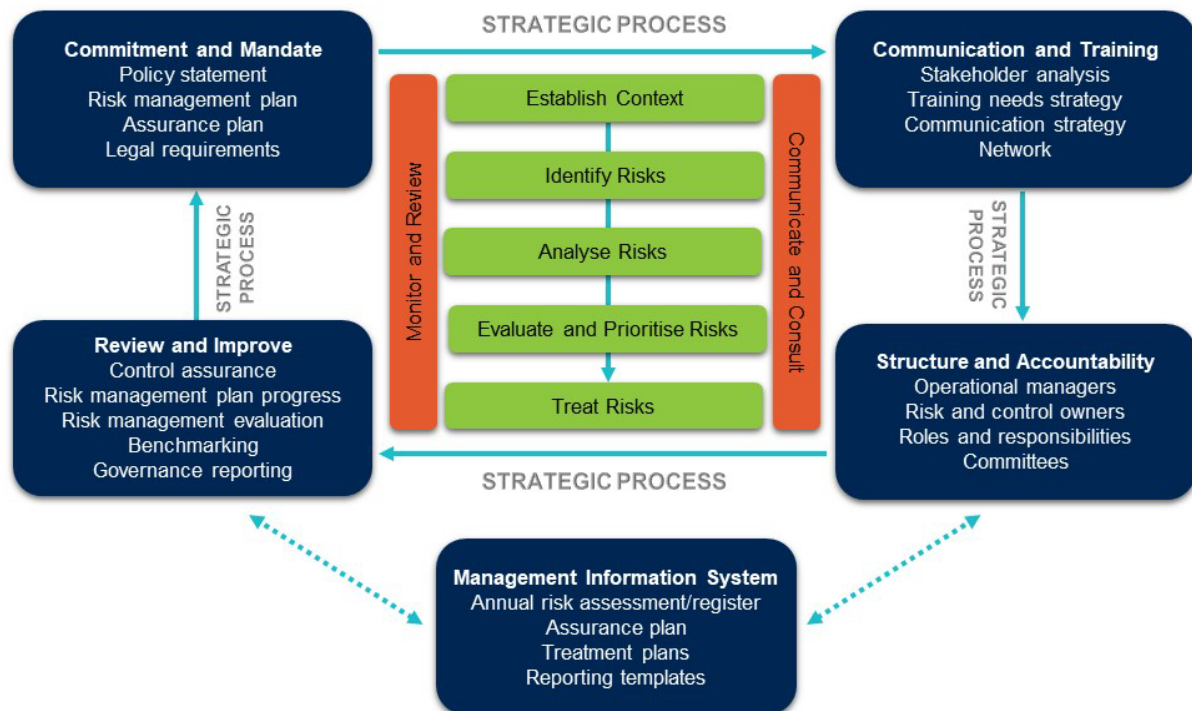 STRATEGIC PROCESS
Commitment and Mandate
Policy statement
Risk management plan
Assurance plan
Legal requirements
Communication and Training
Stakeholder analysis
Training needs strategy
Communication strategy
Network
Monitor and Review
Establish Context
Identify Risks
Analyse Risks
Evaluate and Prioritise Risks
Treat Risks
Communicate and Consult
STRATEGIC
PROCESS
STRATEGIC
PROCESS
Review and Improve
Control assurance
Risk management plan progress
Risk management evaluation
Benchmarking
Governance reporting
Structure and Accountability
Operational managers
Risk and control owners
Roles and responsibilities
Committees
STRATEGIC PROCESS
Management Information System
Annual risk assessment/register
Assurance plan
Treatment plans
Reporting templates